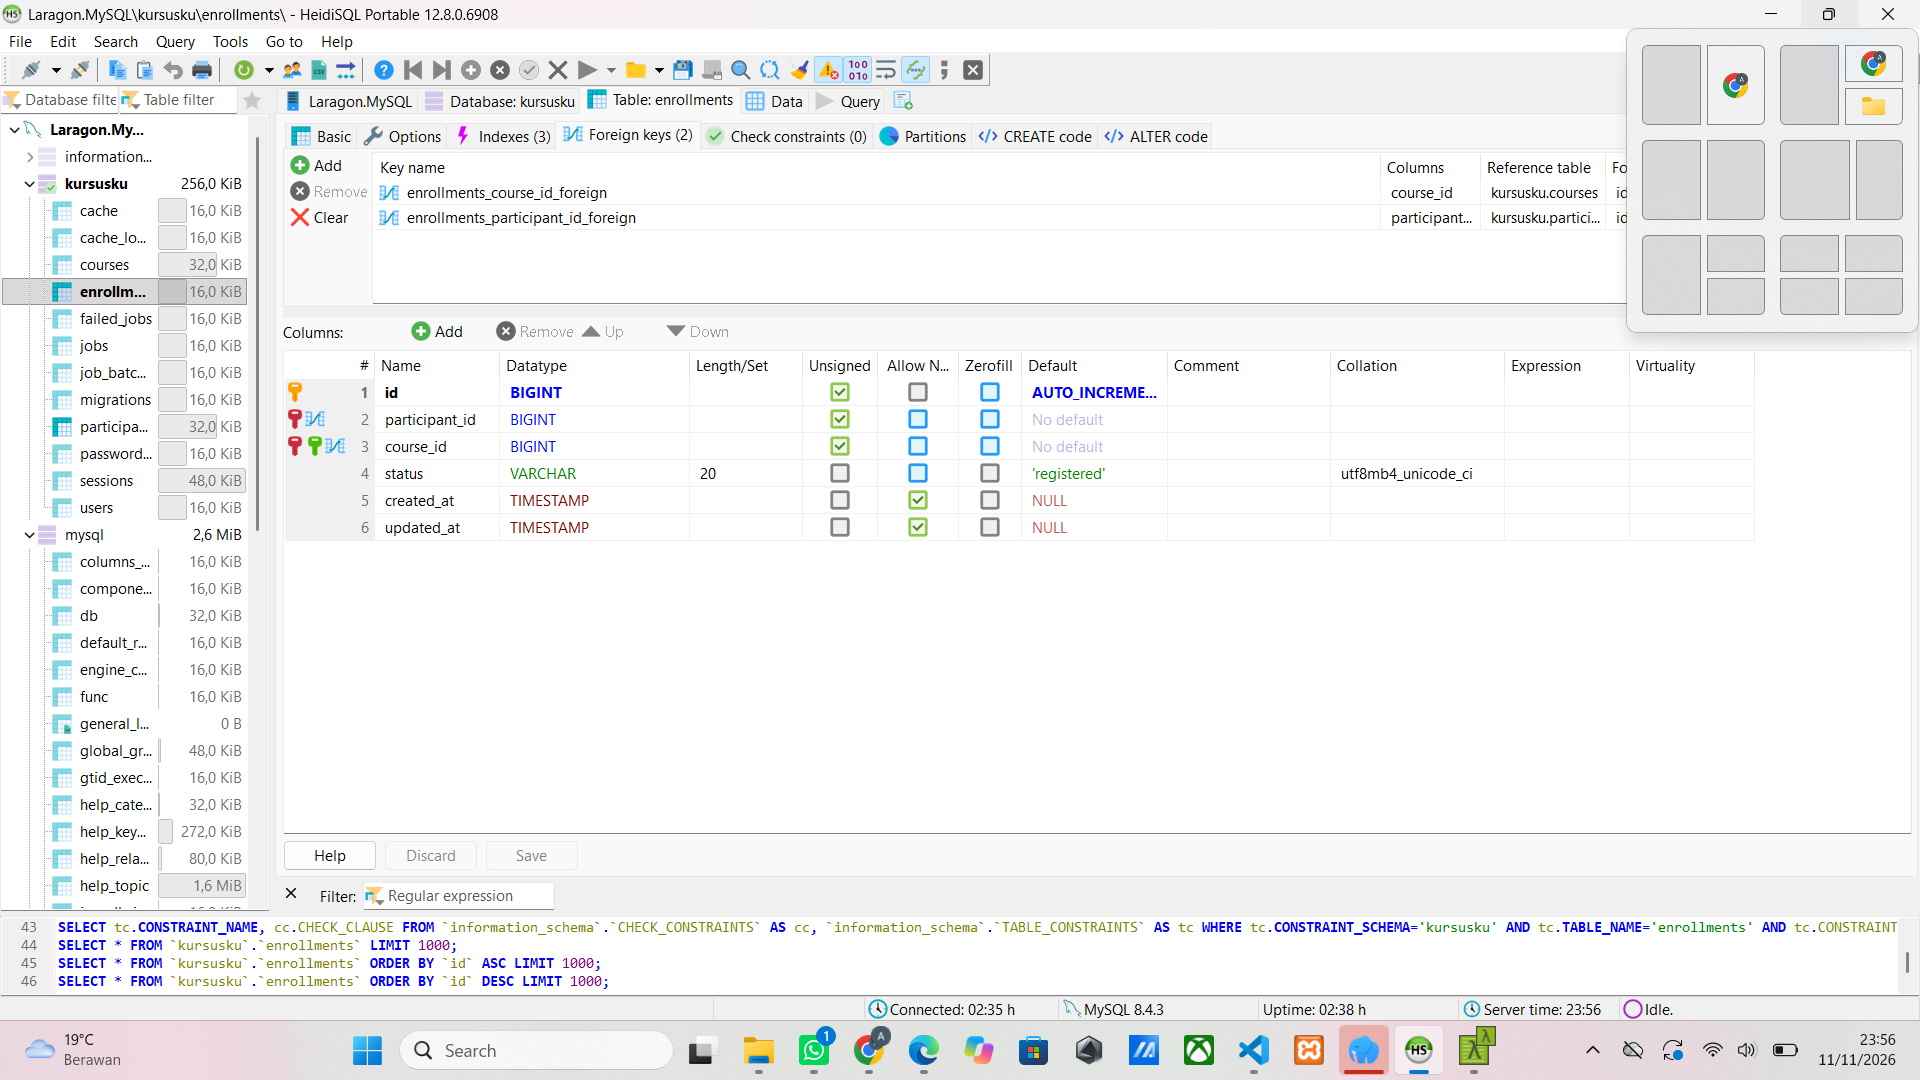 Laragon.MySQL\kursusku\enrollments\ - HeidiSQL Portable 12.8.0.6908
File Edit Search Query Tools Go to Help
Database filte Table filter
Laragon.MySQL Database: kursusku Table: enrollments Data Query
Basic Options Indexes (3) Foreign keys (2) Check constraints (0) Partitions CREATE code ALTER code
Laragon.My...
information...
kursusku 256,0 KiB
cache 16,0 KiB
cache_lo... 16,0 KiB
courses 32,0 KiB
enrollm... 16,0 KiB
failed_jobs 16,0 KiB
jobs 16,0 KiB
job_batc... 16,0 KiB
migrations 16,0 KiB
participa... 32,0 KiB
password... 16,0 KiB
sessions 48,0 KiB
users 16,0 KiB
mysql 2,6 MiB
columns_... 16,0 KiB
compone... 16,0 KiB
db 32,0 KiB
default_r... 16,0 KiB
engine_c... 16,0 KiB
func 16,0 KiB
general_l... 0 B
global_gr... 48,0 KiB
gtid_exec... 16,0 KiB
help_cate... 32,0 KiB
help_key... 272,0 KiB
help_rela... 80,0 KiB
help_topic 1,6 MiB
Add
Remove
Clear
Key name Columns Reference table Fo
enrollments_course_id_foreign course_id kursusku.courses id
enrollments_participant_id_foreign participant... kursusku.partici... id
Columns: Add Remove Up Down
# Name Datatype Length/Set Unsigned Allow N... Zerofill Default Comment Collation Expression Virtuality
1 id BIGINT AUTO_INCREME...
2 participant_id BIGINT No default
3 course_id BIGINT No default
4 status VARCHAR 20 'registered' utf8mb4_unicode_ci
5 created_at TIMESTAMP NULL
6 updated_at TIMESTAMP NULL
Help Discard Save
Filter: Regular expression
43 SELECT tc.CONSTRAINT_NAME, cc.CHECK_CLAUSE FROM `information_schema`.`CHECK_CONSTRAINTS` AS cc, `information_schema`.`TABLE_CONSTRAINTS` AS tc WHERE tc.CONSTRAINT_SCHEMA='kursusku' AND tc.TABLE_NAME='enrollments' AND tc.CONSTRAINT
44 SELECT * FROM `kursusku`.`enrollments` LIMIT 1000;
45 SELECT * FROM `kursusku`.`enrollments` ORDER BY `id` ASC LIMIT 1000;
46 SELECT * FROM `kursusku`.`enrollments` ORDER BY `id` DESC LIMIT 1000;
Connected: 02:35 h MySQL 8.4.3 Uptime: 02:38 h Server time: 23:56 Idle.
19°C
Berawan
Search
1
A
HS
23:56
11/11/2026